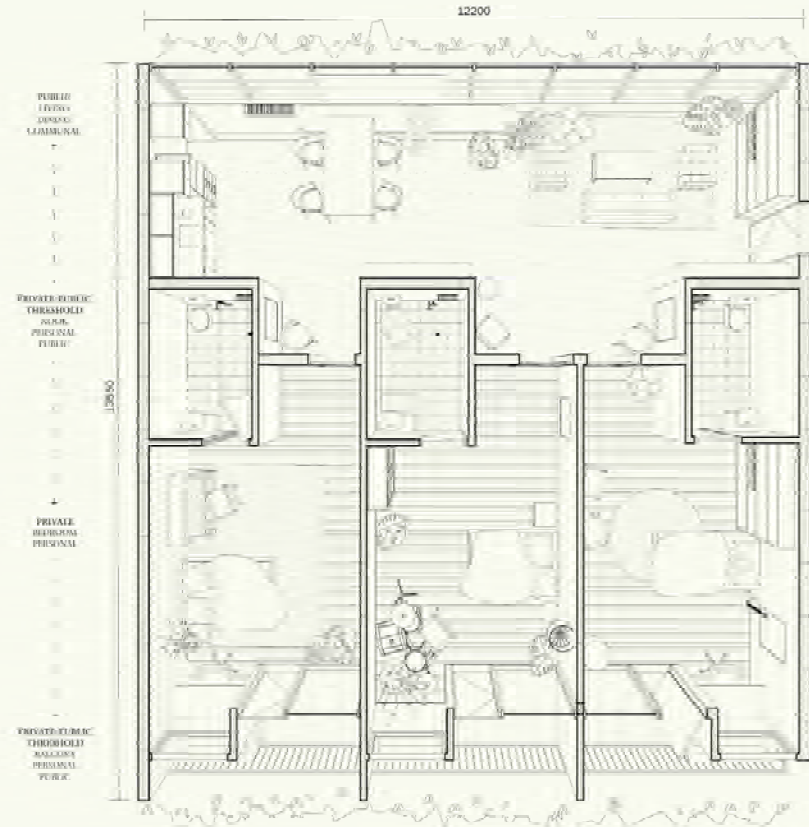 12200
PUBLIC
LIVING
DINING
COMMUNAL
PRIVATE-PUBLIC
THRESHOLD
NOOK
PERSONAL
PUBLIC
PRIVATE
BEDROOM
PERSONAL
PRIVATE-PUBLIC
THRESHOLD
BALCONY
PERSONAL
PUBLIC